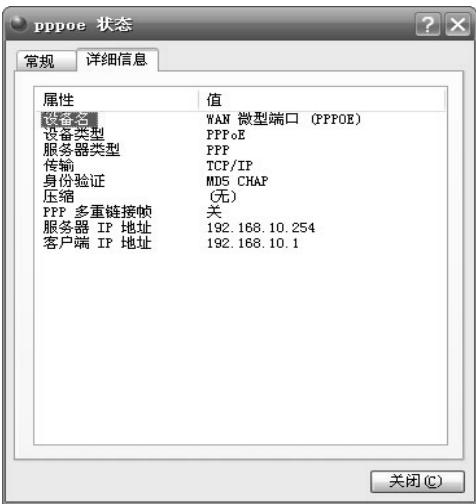 pppoe 状态
常规 详细信息
属性 值
设备名 WAN 微型端口 (PPPOE)
设备类型 PPPoE
服务器类型 PPP
传输 TCP/IP
身份验证 MD5 CHAP
压缩 (无)
PPP 多重链接帧 关
服务器 IP 地址 192.168.10.254
客户端 IP 地址 192.168.10.1
关闭(C)